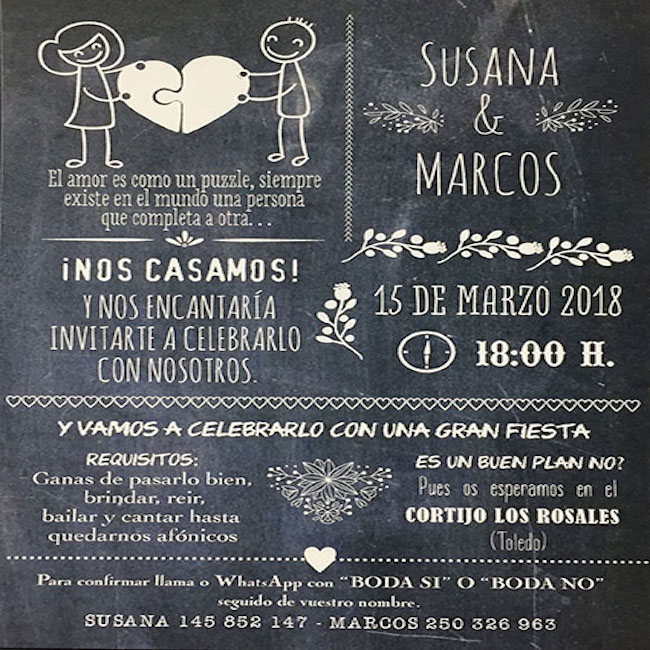 El amor es como un puzzle, siempre
existe en el mundo una persona
que completa a otra. . .
SUSANA
&
MARCOS
¡NOS CASAMOS!
Y NOS ENCANTARÍA
INVITARTE A CELEBRARLO
CON NOSOTROS.
15 DE MARZO 2018
18:00 H.
Y VAMOS A CELEBRARLO CON UNA GRAN FIESTA
REQUISITOS:
Ganas de pasarlo bien,
brindar, reir,
bailar y cantar hasta
quedarnos afónicos
ES UN BUEN PLAN NO?
Pues os esperamos en el
CORTIJO LOS ROSALES
(Toledo)
Para confirmar llama o WhatsApp con "BODA SI" O "BODA NO"
seguido de vuestro nombre.
SUSANA 145 852 147 - MARCOS 250 326 963